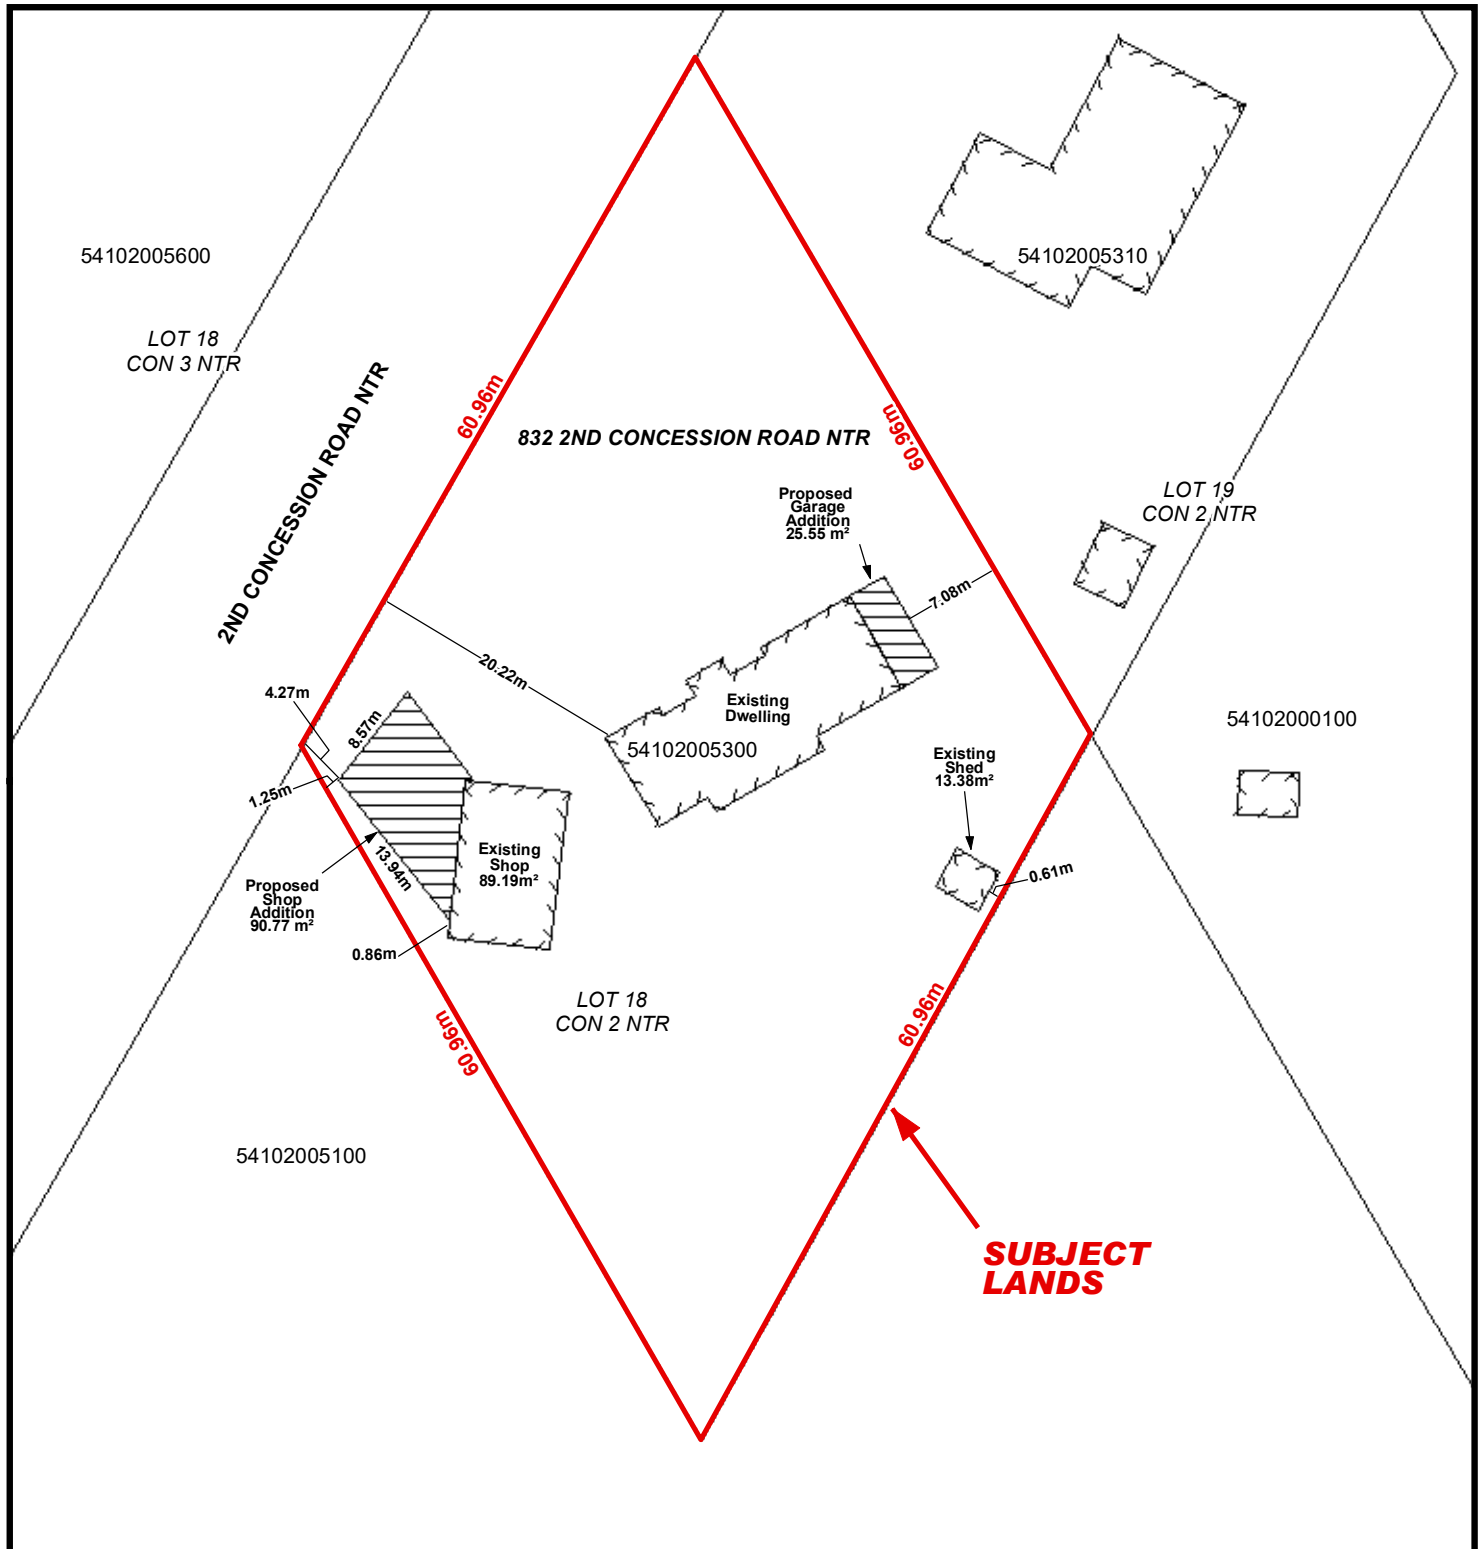 54102005600
LOT 18
CON 3 NTR
2ND CONCESSION ROAD NTR
60.96m
832 2ND CONCESSION ROAD NTR
60.96m
54102005310
LOT 19
CON 2 NTR
Proposed
Garage
Addition
25.55 m²
7.08m
20.22m
4.27m
8.57m
1.25m
Existing
Dwelling
54102005300
54102000100
Existing
Shed
13.38m²
0.61m
13.94m
Existing
Shop
89.19m²
Proposed
Shop
Addition
90.77 m²
0.86m
LOT 18
CON 2 NTR
60.96m
60.96m
54102005100
SUBJECT
LANDS